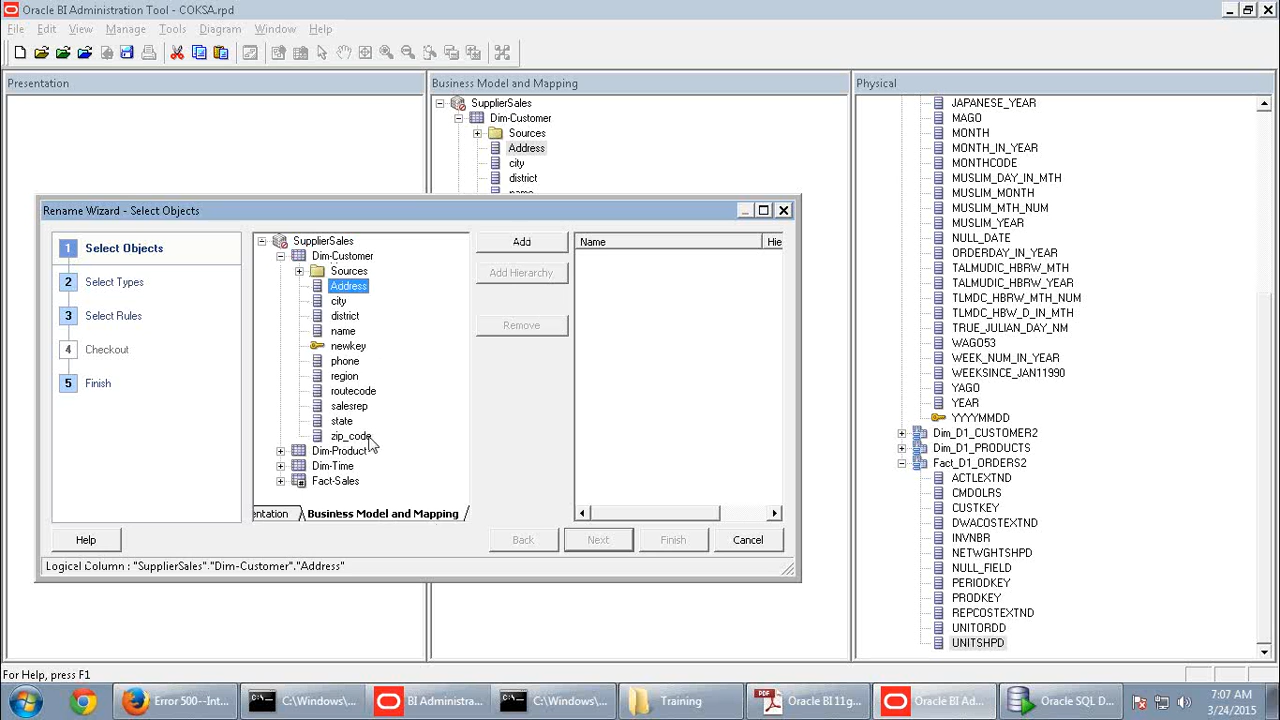 Oracle BI Administration Tool - COKSA.rpd
File Edit View Manage Tools Diagram Window Help
Presentation
Business Model and Mapping
SupplierSales
Dim-Customer
Sources
Address
city
district
name
Physical
JAPANESE_YEAR
MAGO
MONTH
MONTH_IN_YEAR
MONTHCODE
MUSLIM_DAY_IN_MTH
MUSLIM_MONTH
MUSLIM_MTH_NUM
MUSLIM_YEAR
NULL_DATE
ORDERDAY_IN_YEAR
TALMUDIC_HBRW_MTH
TALMUDIC_HBRW_YEAR
TLMDC_HBRW_MTH_NUM
TLMDC_HBRW_D_IN_MTH
TRUE_JULIAN_DAY_NM
WAGO53
WEEK_NUM_IN_YEAR
WEEKSINCE_JAN11990
YAGO
YEAR
YYYYMMDD
Dim_D1_CUSTOMER2
Dim_D1_PRODUCTS
Fact_D1_ORDERS2
ACTLEXTND
CMDOLRS
CUSTKEY
DWACOSTEXTND
INVNBR
NETWGHTSHPD
NULL_FIELD
PERIODKEY
PRODKEY
REPCOSTEXTND
UNITORDD
UNITSHPD
Rename Wizard - Select Objects
1 Select Objects
2 Select Types
3 Select Rules
4 Checkout
5 Finish
SupplierSales
Dim-Customer
Sources
Address
city
district
name
newkey
phone
region
routecode
salesrep
state
zip_code
Dim-Product
Dim-Time
Fact-Sales
entation Business Model and Mapping
Add
Add Hierarchy
Remove
Name Hie
Help Back Next Finish Cancel
Logical Column : "SupplierSales"."Dim-Customer"."Address"
For Help, press F1
Error 500--Int... C:\Windows\... BI Administra... C:\Windows\... Training Oracle BI 11g... Oracle BI Ad... Oracle SQL D...
7:07 AM
3/24/2015